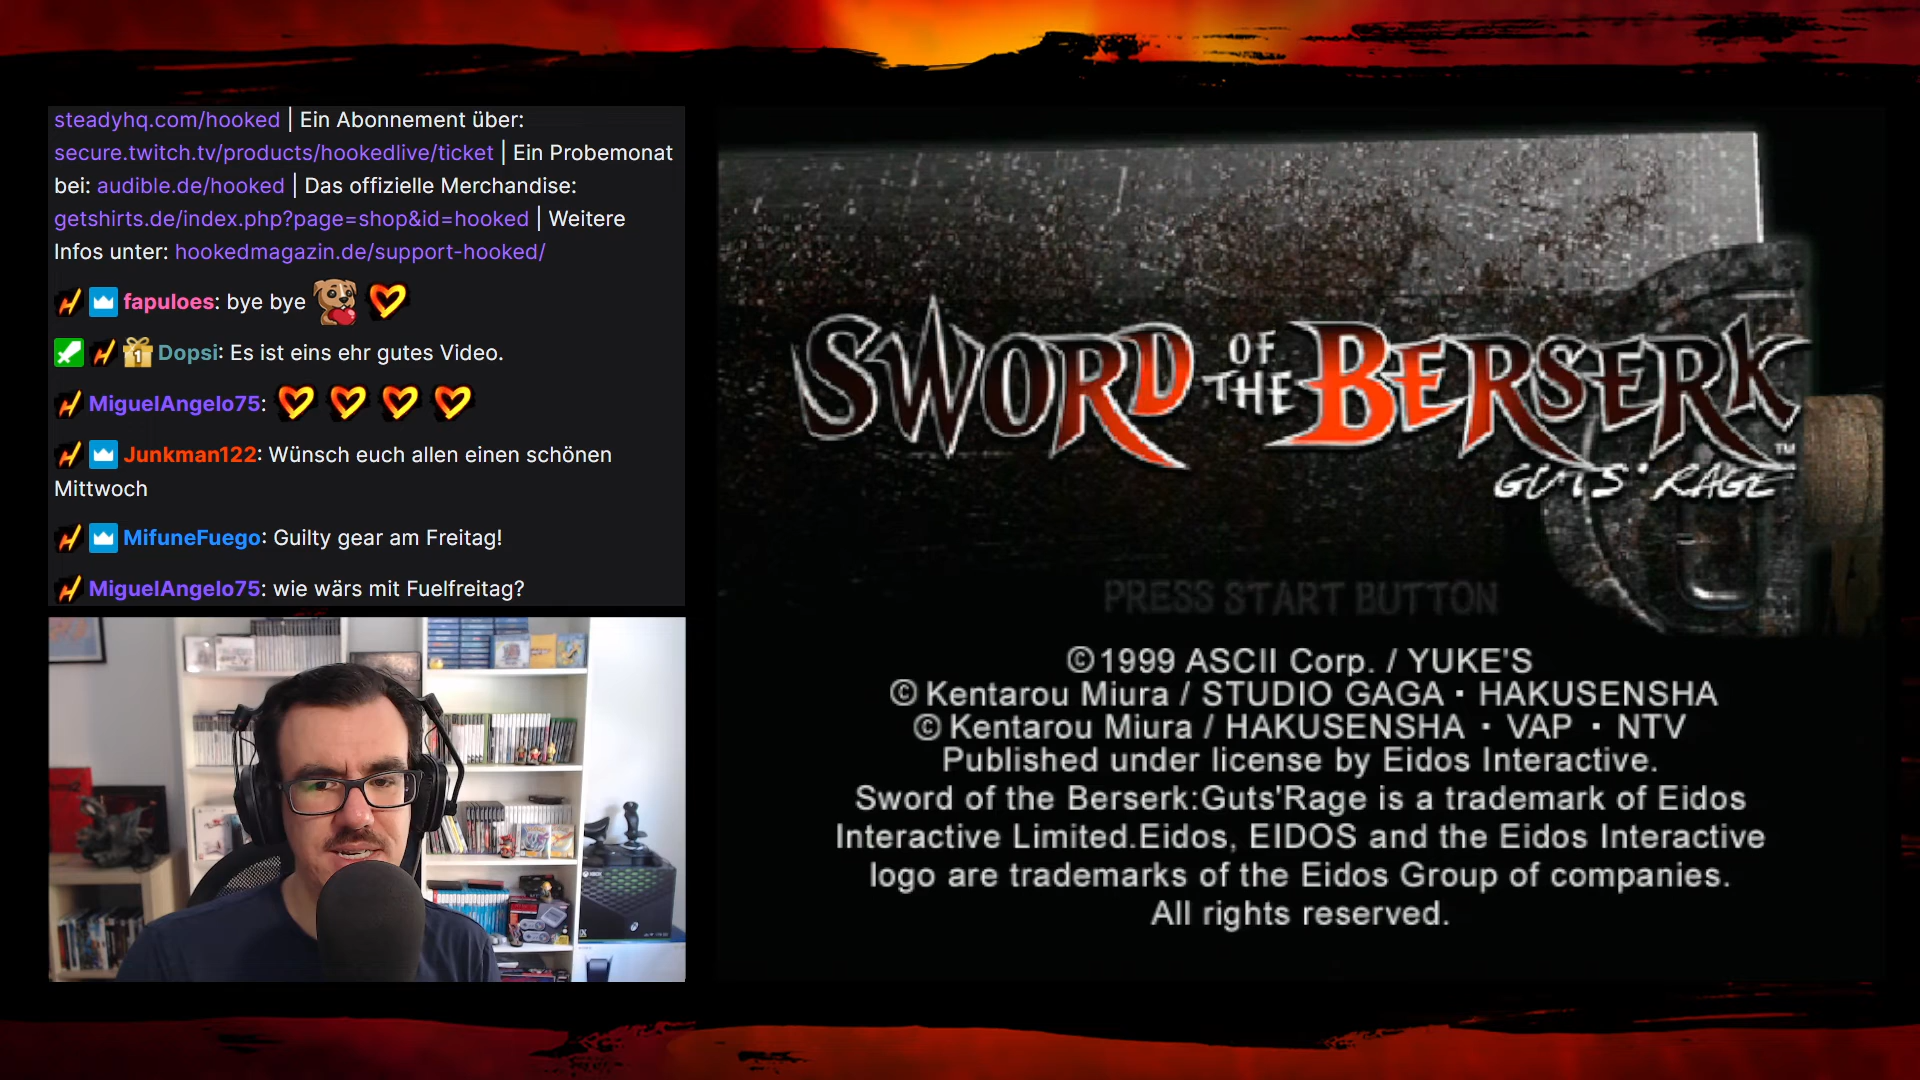 steadyhq.com/hooked | Ein Abonnement über:
secure.twitch.tv/products/hookedlive/ticket | Ein Probemonat
bei: audible.de/hooked | Das offizielle Merchandise:
getshirts.de/index.php?page=shop&id=hooked | Weitere
Infos unter: hookedmagazin.de/support-hooked/
fapuloes: bye bye
Dopsi: Es ist eins ehr gutes Video.
MiguelAngelo75:
Junkman122: Wünsch euch allen einen schönen
Mittwoch
MifuneFuego: Guilty gear am Freitag!
MiguelAngelo75: wie wärs mit Fuelfreitag?
SWORD OF THE BERSERK™
GUTS' RAGE
PRESS START BUTTON
©1999 ASCII Corp. / YUKE'S
© Kentarou Miura / STUDIO GAGA・HAKUSENSHA
© Kentarou Miura / HAKUSENSHA ・ VAP ・ NTV
Published under license by Eidos Interactive.
Sword of the Berserk:Guts'Rage is a trademark of Eidos
Interactive Limited.Eidos, EIDOS and the Eidos Interactive
logo are trademarks of the Eidos Group of companies.
All rights reserved.